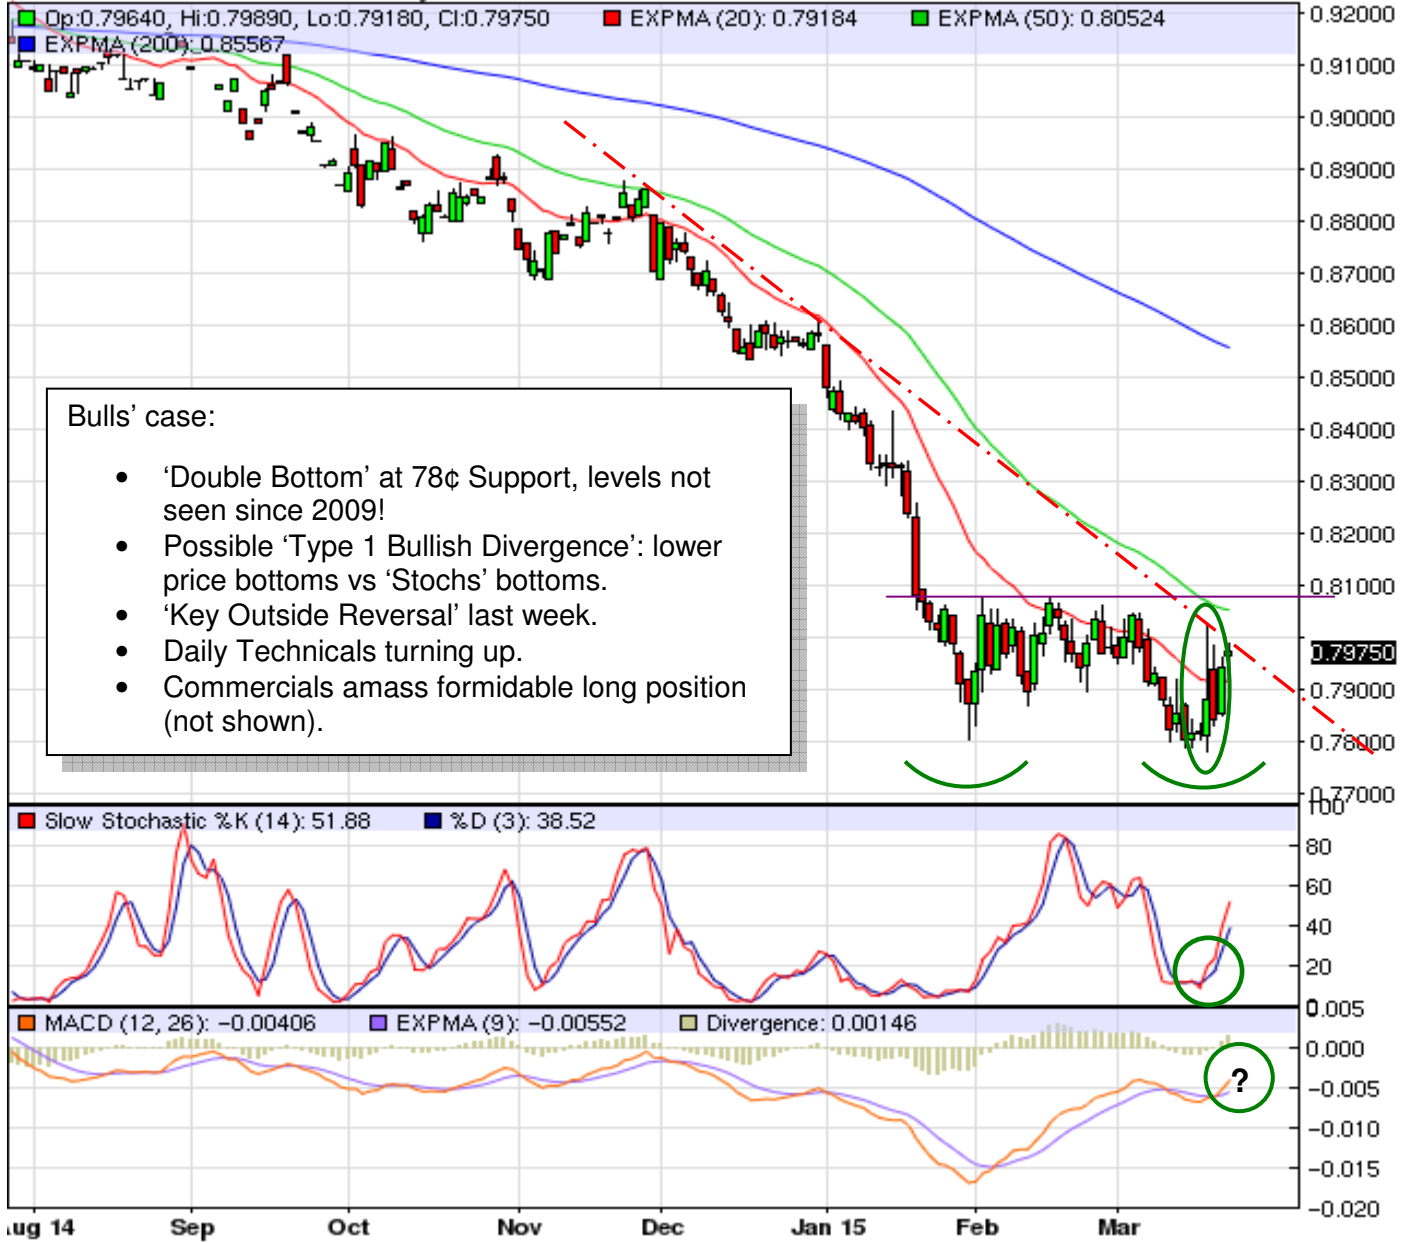 Op:0.79640, Hi:0.79890, Lo:0.79180, Cl:0.79750 EXPMA (20): 0.79184 EXPMA (50): 0.80524
EXPMA (200): 0.85567
0.92000
0.91000
0.90000
0.89000
0.88000
0.87000
0.86000
0.85000
0.84000
0.83000
0.82000
0.81000
0.79750
0.79000
0.78000
0.77000
Bulls’ case:
• ‘Double Bottom’ at 78¢ Support, levels not
seen since 2009!
• Possible ‘Type 1 Bullish Divergence’: lower
price bottoms vs ‘Stochs’ bottoms.
• ‘Key Outside Reversal’ last week.
• Daily Technicals turning up.
• Commercials amass formidable long position
(not shown).
Slow Stochastic %K (14): 51.88 %D (3): 38.52
100
80
60
40
20
0
MACD (12, 26): −0.00406 EXPMA (9): −0.00552 Divergence: 0.00146
0.005
0.000
−0.005
−0.010
−0.015
−0.020
?
Aug 14 Sep Oct Nov Dec Jan 15 Feb Mar